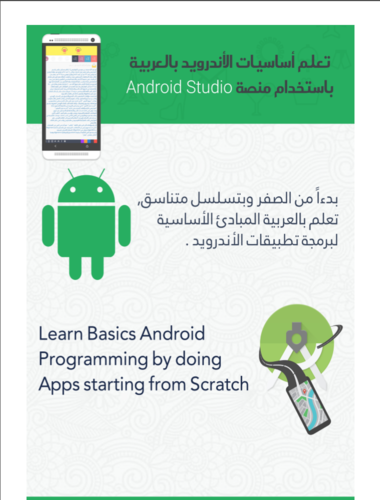 تعلم أساسيات الأندرويد بالعربية
باستخدام منصة Android Studio
بدءاً من الصفر وبتسلسل متناسق,
تعلم بالعربية المبادئ الأساسية
لبرمجة تطبيقات الأندرويد .
Learn Basics Android
Programming by doing
Apps starting from Scratch